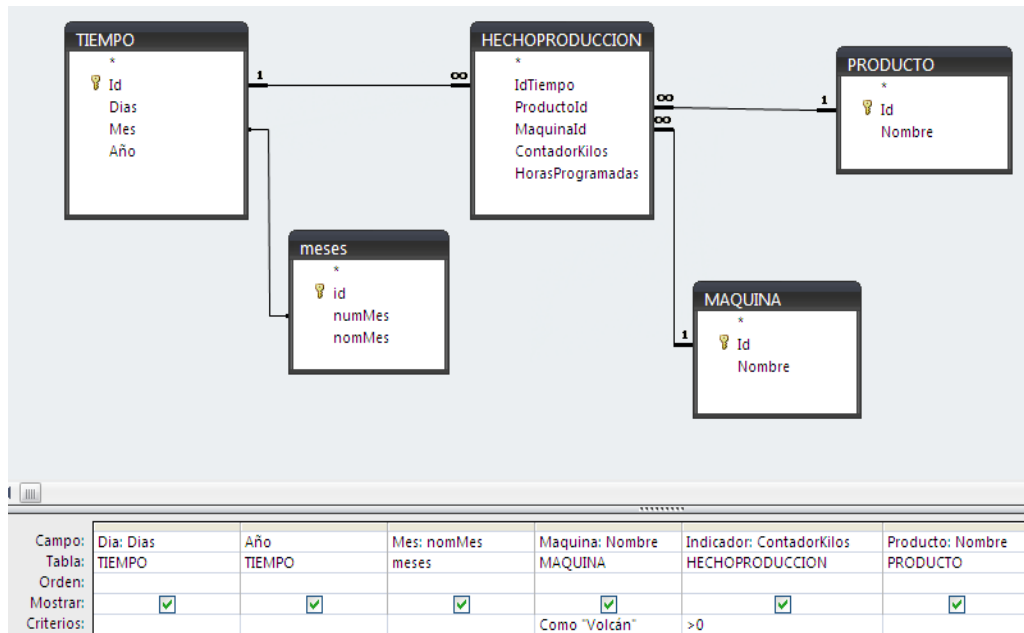 TIEMPO
*
Id
Dias
Mes
Año
1
∞
HECHOPRODUCCION
*
IdTiempo
ProductoId
MaquinaId
ContadorKilos
HorasProgramadas
∞
1
∞
PRODUCTO
*
Id
Nombre
meses
*
id
numMes
nomMes
1
MAQUINA
*
Id
Nombre
Campo: Dia: Dias Año Mes: nomMes Maquina: Nombre Indicador: ContadorKilos Producto: Nombre
Tabla: TIEMPO TIEMPO meses MAQUINA HECHOPRODUCCION PRODUCTO
Orden:
Mostrar:
Criterios: Como "Volcán" >0